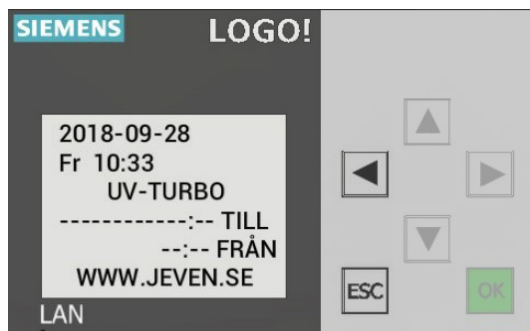 SIEMENS
LOGO!
2018-09-28
Fr 10:33
UV-TURBO
------------:-- TILL
--:-- FRÅN
WWW.JEVEN.SE
ESC
OK
LAN